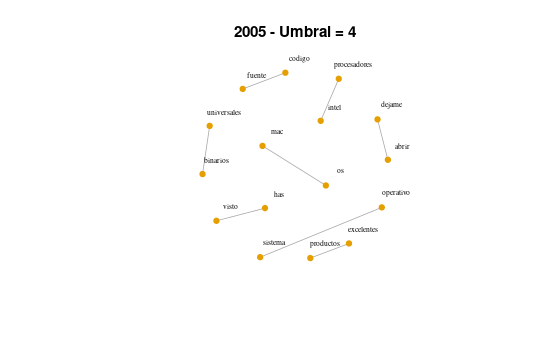 2005 - Umbral = 4
codigo
procesadores
fuente
dejame
intel
universales
mac
abrir
binarios
os
operativo
has
visto
excelentes
sistema
productos